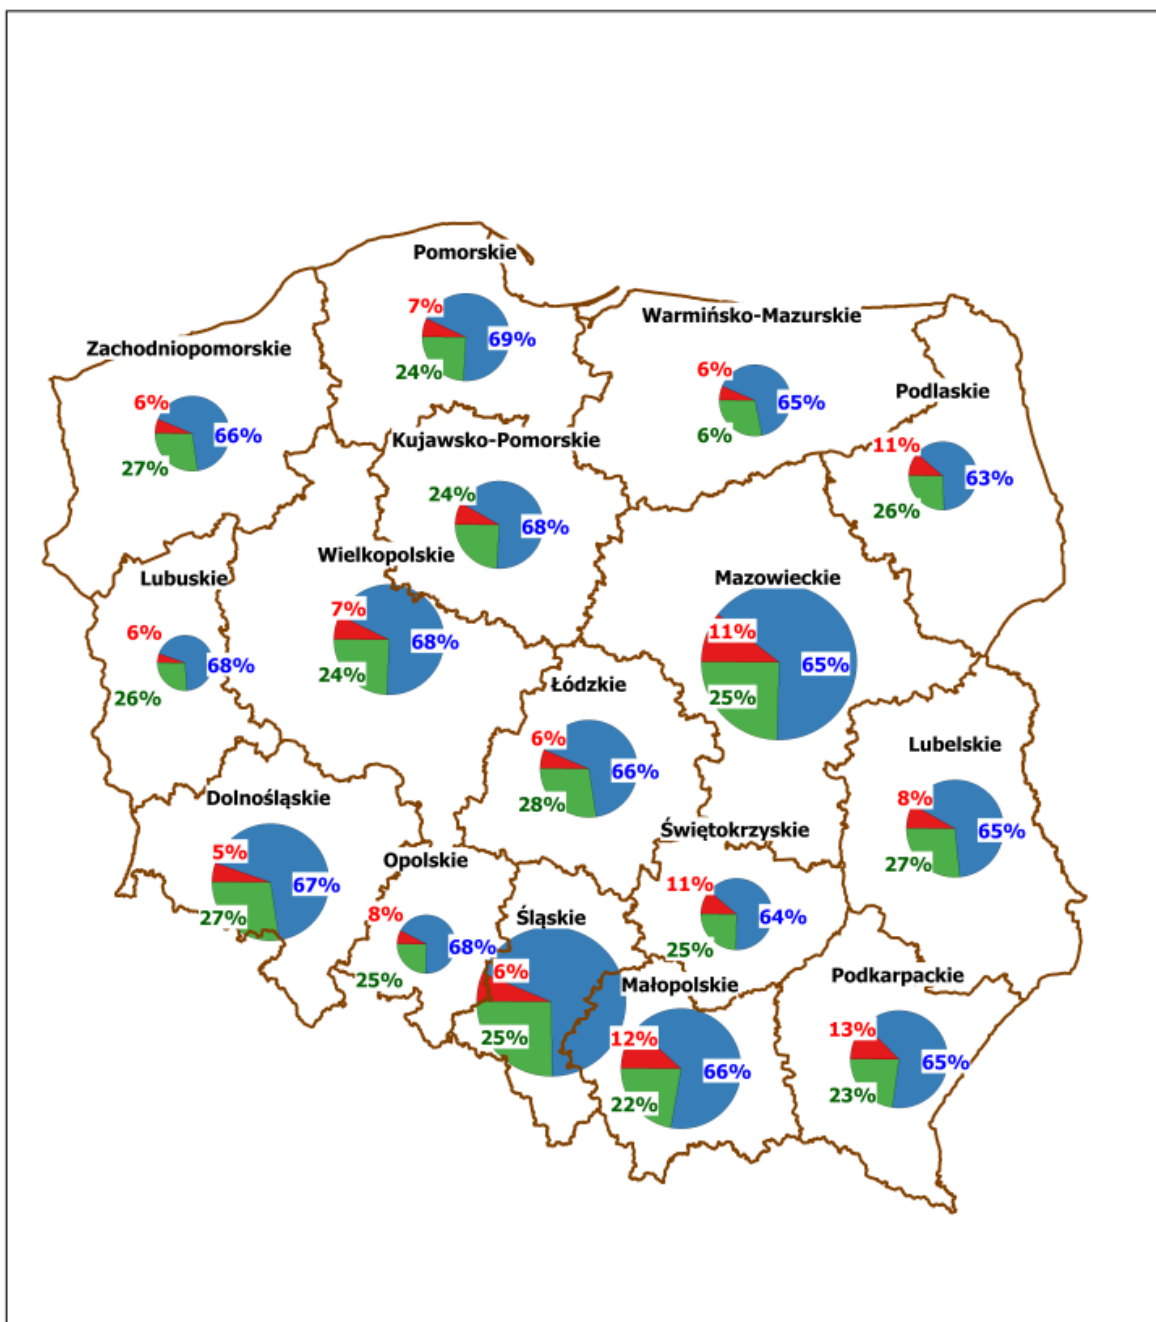 Pomorskie
7%
69%
24%
Warmińsko-Mazurskie
6%
65%
6%
Zachodniopomorskie
6%
66%
27%
Podlaskie
11%
63%
26%
Kujawsko-Pomorskie
24%
68%
Wielkopolskie
7%
68%
24%
Lubuskie
6%
68%
26%
Mazowieckie
11%
65%
25%
Łódzkie
6%
66%
28%
Lubelskie
8%
65%
27%
Dolnośląskie
5%
67%
27%
Opolskie
8%
68%
25%
Świętokrzyskie
11%
64%
25%
Śląskie
6%
25%
Małopolskie
12%
66%
22%
Podkarpackie
13%
65%
23%